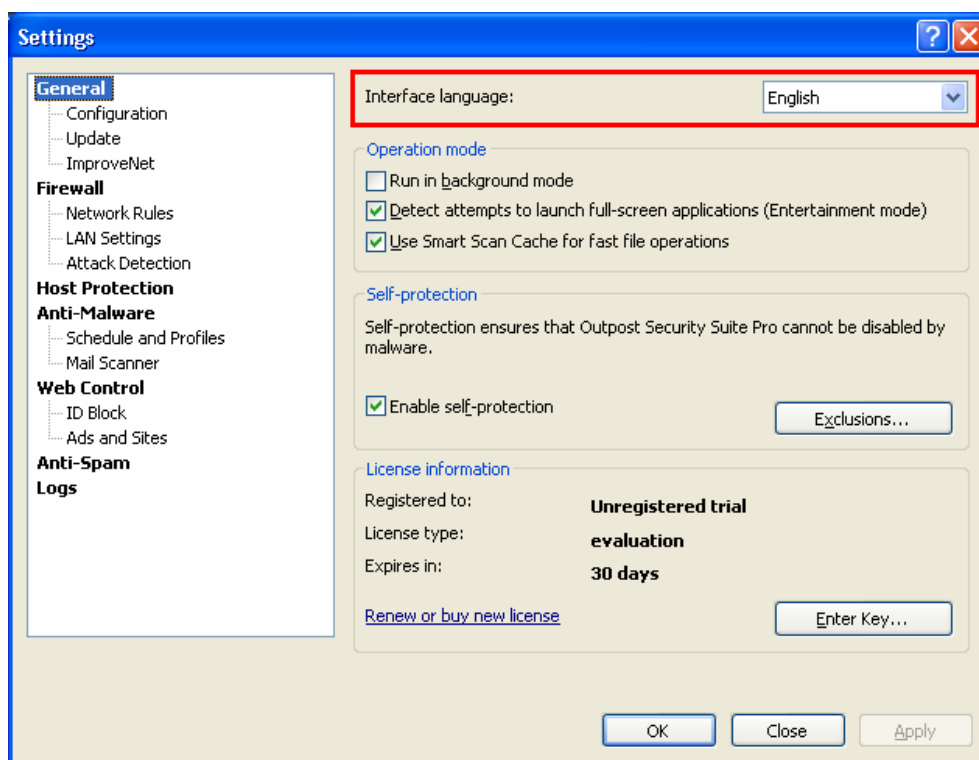 Settings
General
Configuration
Update
ImproveNet
Firewall
Network Rules
LAN Settings
Attack Detection
Host Protection
Anti-Malware
Schedule and Profiles
Mail Scanner
Web Control
ID Block
Ads and Sites
Anti-Spam
Logs
Interface language: English
Operation mode
Run in background mode
Detect attempts to launch full-screen applications (Entertainment mode)
Use Smart Scan Cache for fast file operations
Self-protection
Self-protection ensures that Outpost Security Suite Pro cannot be disabled by
malware.
Enable self-protection
Exclusions...
License information
Registered to: Unregistered trial
License type: evaluation
Expires in: 30 days
Renew or buy new license
Enter Key...
OK Close Apply